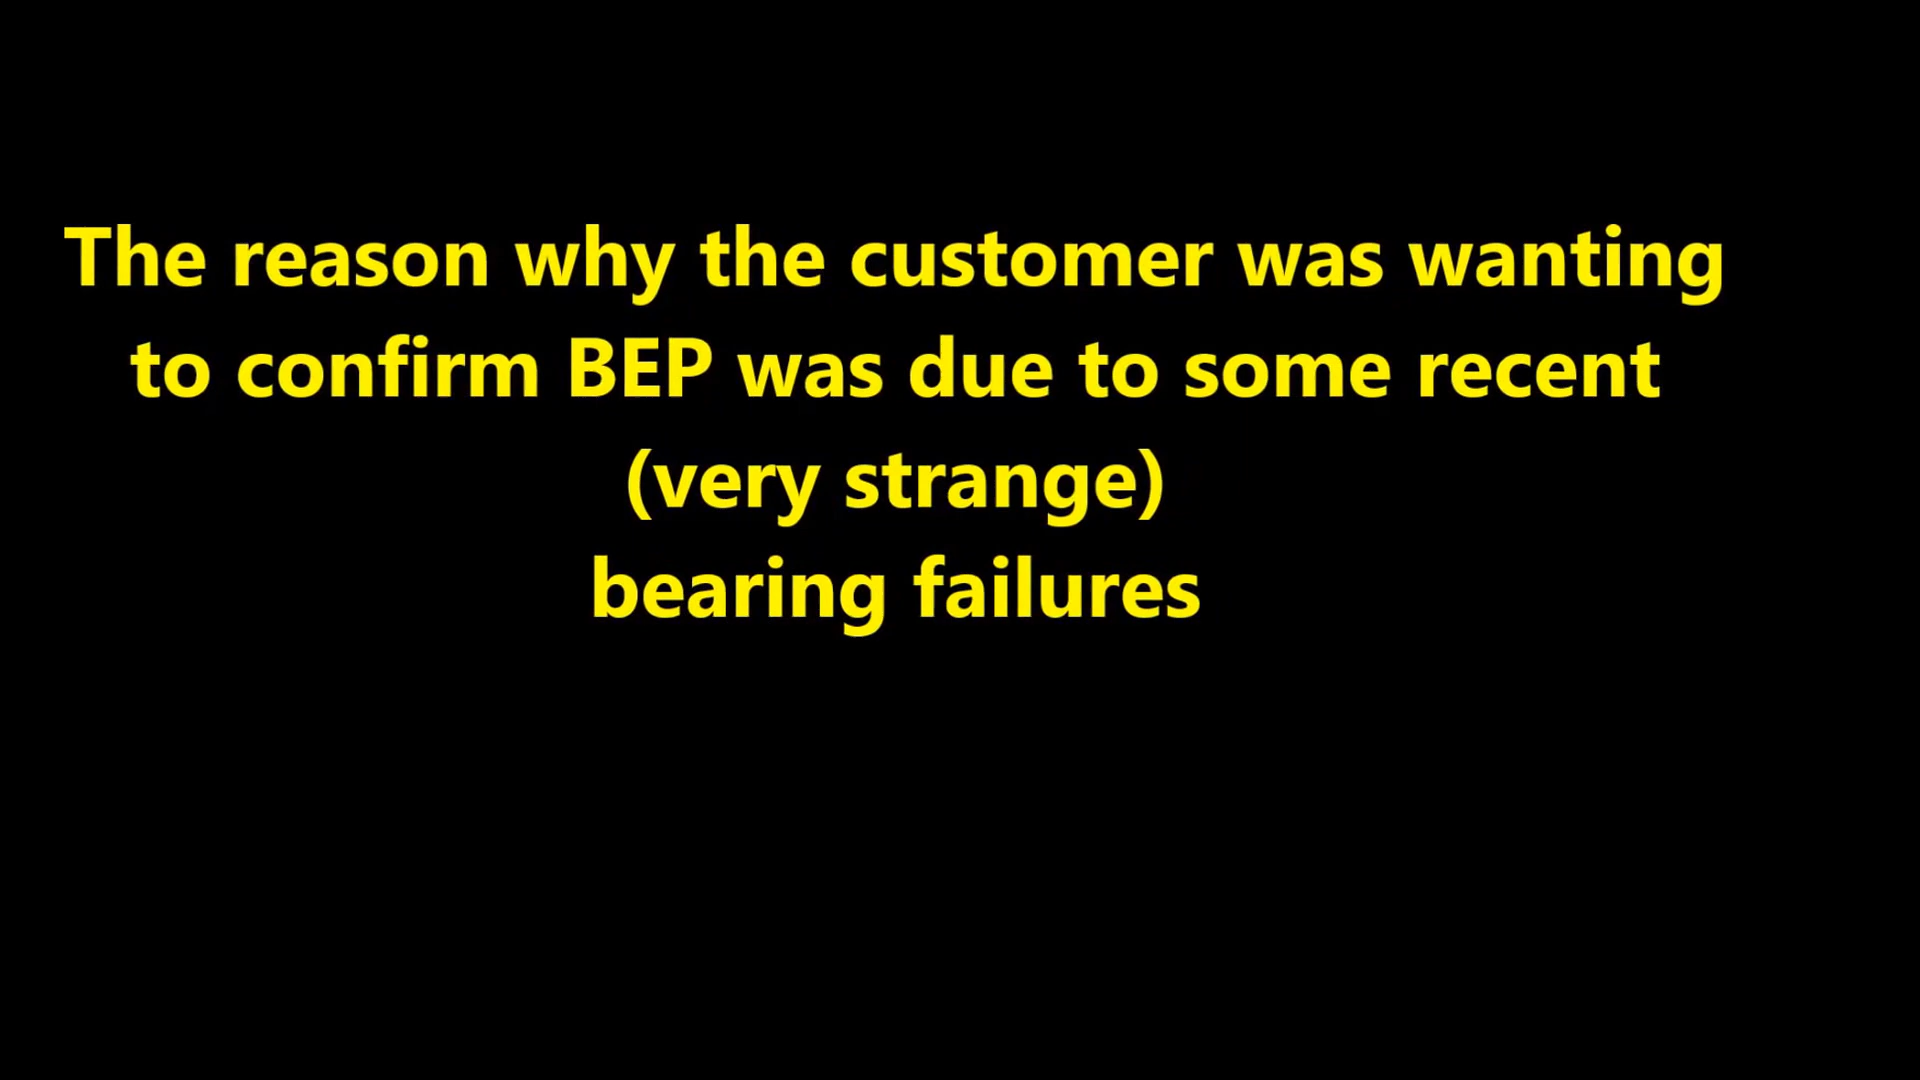 The reason why the customer was wanting
to confirm BEP was due to some recent
(very strange)
bearing failures